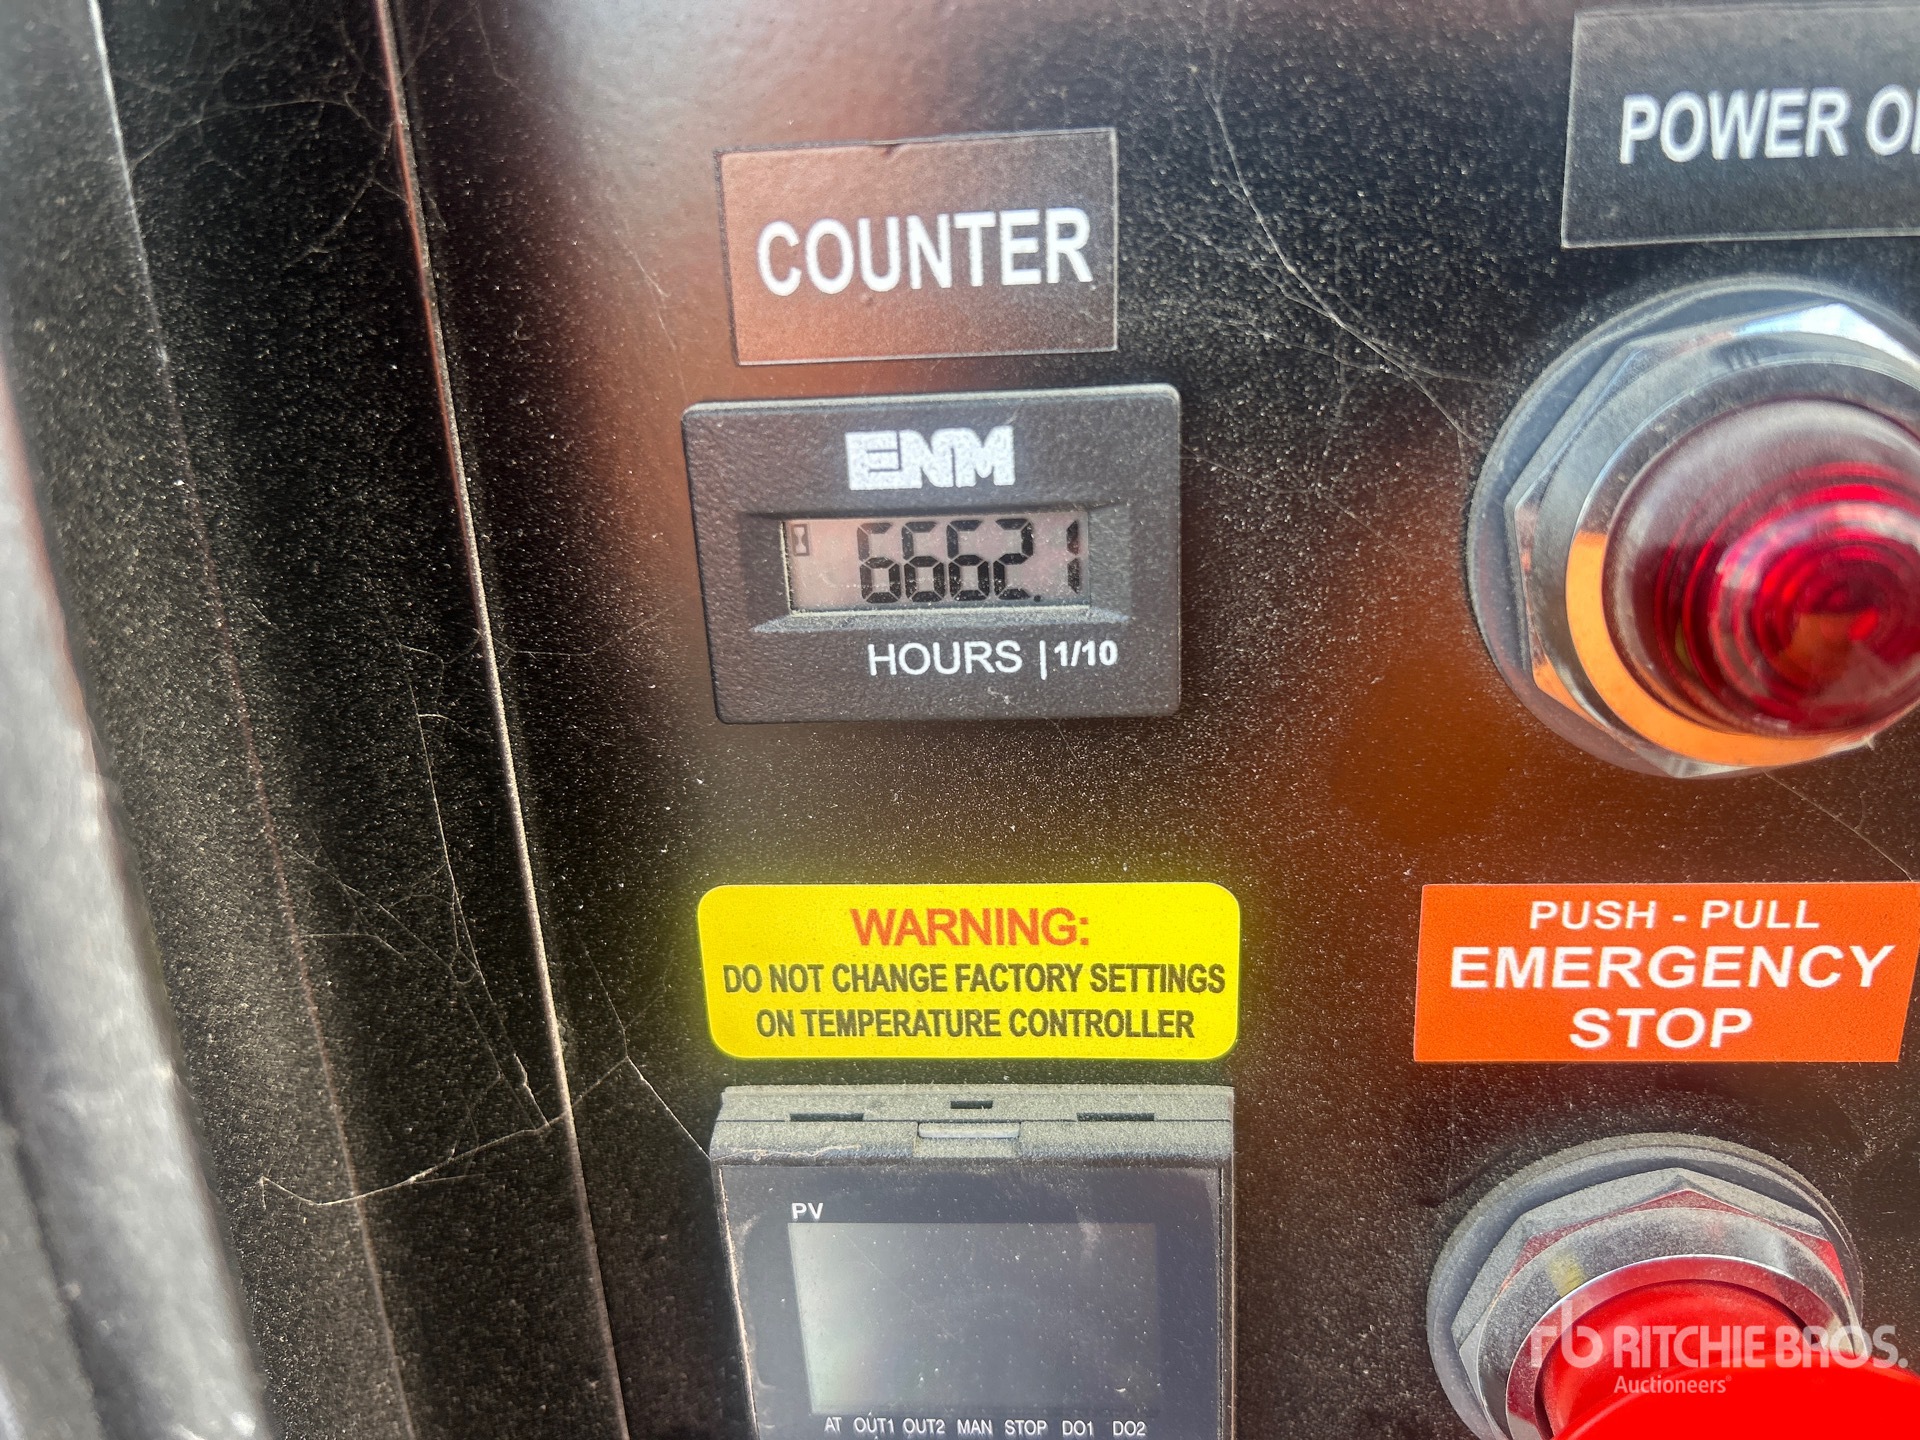 COUNTER
POWER
ENM
6662.1
HOURS | 1/10
WARNING:
DO NOT CHANGE FACTORY SETTINGS
ON TEMPERATURE CONTROLLER
PUSH - PULL
EMERGENCY
STOP
PV
AT OUT1 OUT2 MAN STOP DO1 DO2
rb RITCHIE BROS.
Auctioneers®